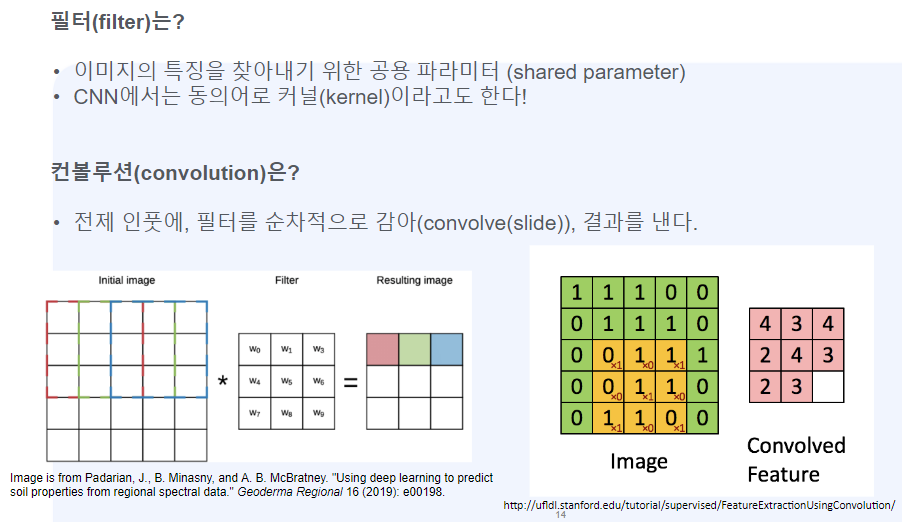 필터(filter)는?
• 이미지의 특징을 찾아내기 위한 공용 파라미터 (shared parameter)
• CNN에서는 동의어로 커널(kernel)이라고도 한다!
컨볼루션(convolution)은?
• 전제 인풋에, 필터를 순차적으로 감아(convolve(slide)), 결과를 낸다.
Initial image
Filter
Resulting image
w0 w1 w3
w4 w5 w6
w7 w8 w9
*
=
Image is from Padarian, J., B. Minasny, and A. B. McBratney. "Using deep learning to predict
soil properties from regional spectral data." Geoderma Regional 16 (2019): e00198.
1 1 1 0 0
0 1 1 1 0
0 0×1 1×0 1×1 1
0 0×0 1×1 1×0 0
0 1×1 1×0 0×1 0
Image
4 3 4
2 4 3
2 3
Convolved
Feature
http://ufldl.stanford.edu/tutorial/supervised/FeatureExtractionUsingConvolution/
14